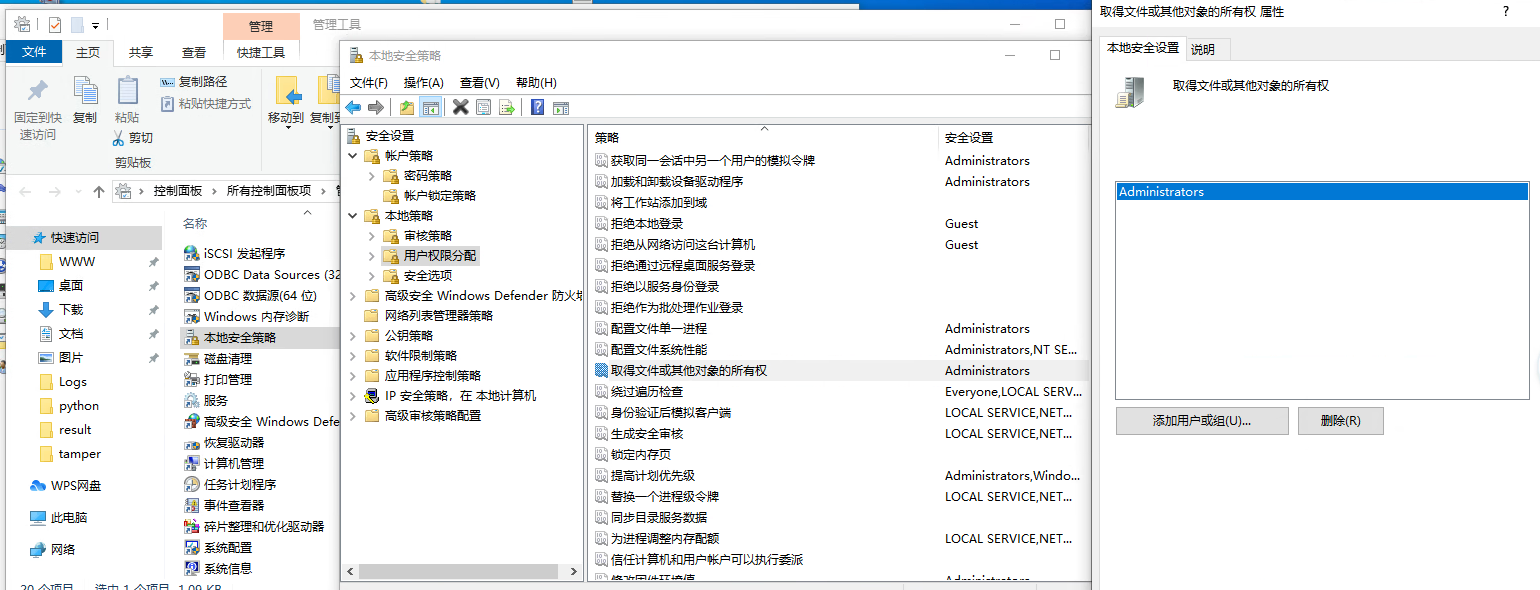 管理
管理工具
文件
主页
共享
查看
快捷工具
固定到快
速访问
复制
粘贴
复制路径
粘贴快捷方式
剪切
移动到
复制到
剪贴板
控制面板
所有控制面板项
快速访问
WWW
桌面
下载
文档
图片
Logs
python
result
tamper
WPS网盘
此电脑
网络
名称
iSCSI 发起程序
ODBC Data Sources (32
ODBC 数据源(64 位)
Windows 内存诊断
本地安全策略
磁盘清理
打印管理
服务
高级安全 Windows Defe
恢复驱动器
计算机管理
任务计划程序
事件查看器
碎片整理和优化驱动器
系统配置
系统信息
20 个项目 选中 1 个项目 1.09 KB
本地安全策略
文件(F) 操作(A) 查看(V) 帮助(H)
安全设置
帐户策略
密码策略
帐户锁定策略
本地策略
审核策略
用户权限分配
安全选项
高级安全 Windows Defender 防火墙
网络列表管理器策略
公钥策略
软件限制策略
应用程序控制策略
IP 安全策略，在 本地计算机
高级审核策略配置
策略 安全设置
获取同一会话中另一个用户的模拟令牌 Administrators
加载和卸载设备驱动程序 Administrators
将工作站添加到域
拒绝本地登录 Guest
拒绝从网络访问这台计算机 Guest
拒绝通过远程桌面服务登录
拒绝以服务身份登录
拒绝作为批处理作业登录
配置文件单一进程 Administrators
配置文件系统性能 Administrators,NT SE...
取得文件或其他对象的所有权 Administrators
绕过遍历检查 Everyone,LOCAL SERV...
身份验证后模拟客户端 LOCAL SERVICE,NET...
生成安全审核 LOCAL SERVICE,NET...
锁定内存页
提高计划优先级 Administrators,Windo...
替换一个进程级令牌 LOCAL SERVICE,NET...
同步目录服务数据
为进程调整内存配额 LOCAL SERVICE,NET...
信任计算机和用户帐户可以执行委派
修改固件环境值 Administrators
取得文件或其他对象的所有权 属性
?
本地安全设置 说明
取得文件或其他对象的所有权
Administrators
添加用户或组(U)... 删除(R)